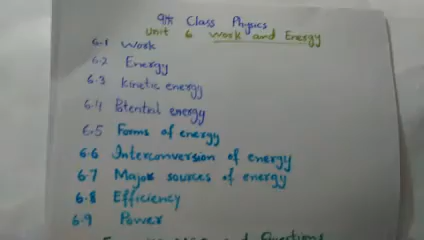 9th Class Physics
Unit 6 Work and Energy
6.1 Work
6.2 Energy
6.3 Kinetic energy
6.4 Potential energy
6.5 Forms of energy
6.6 Interconversion of energy
6.7 Major sources of energy
6.8 Efficiency
6.9 Power
and Questions